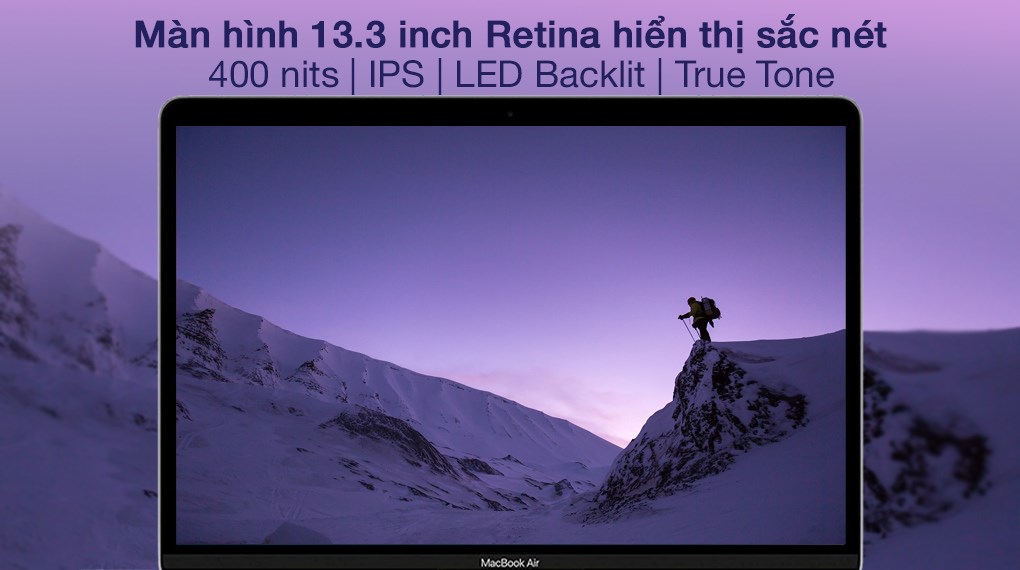 Màn hình 13.3 inch Retina hiển thị sắc nét
400 nits | IPS | LED Backlit | True Tone
MacBook Air